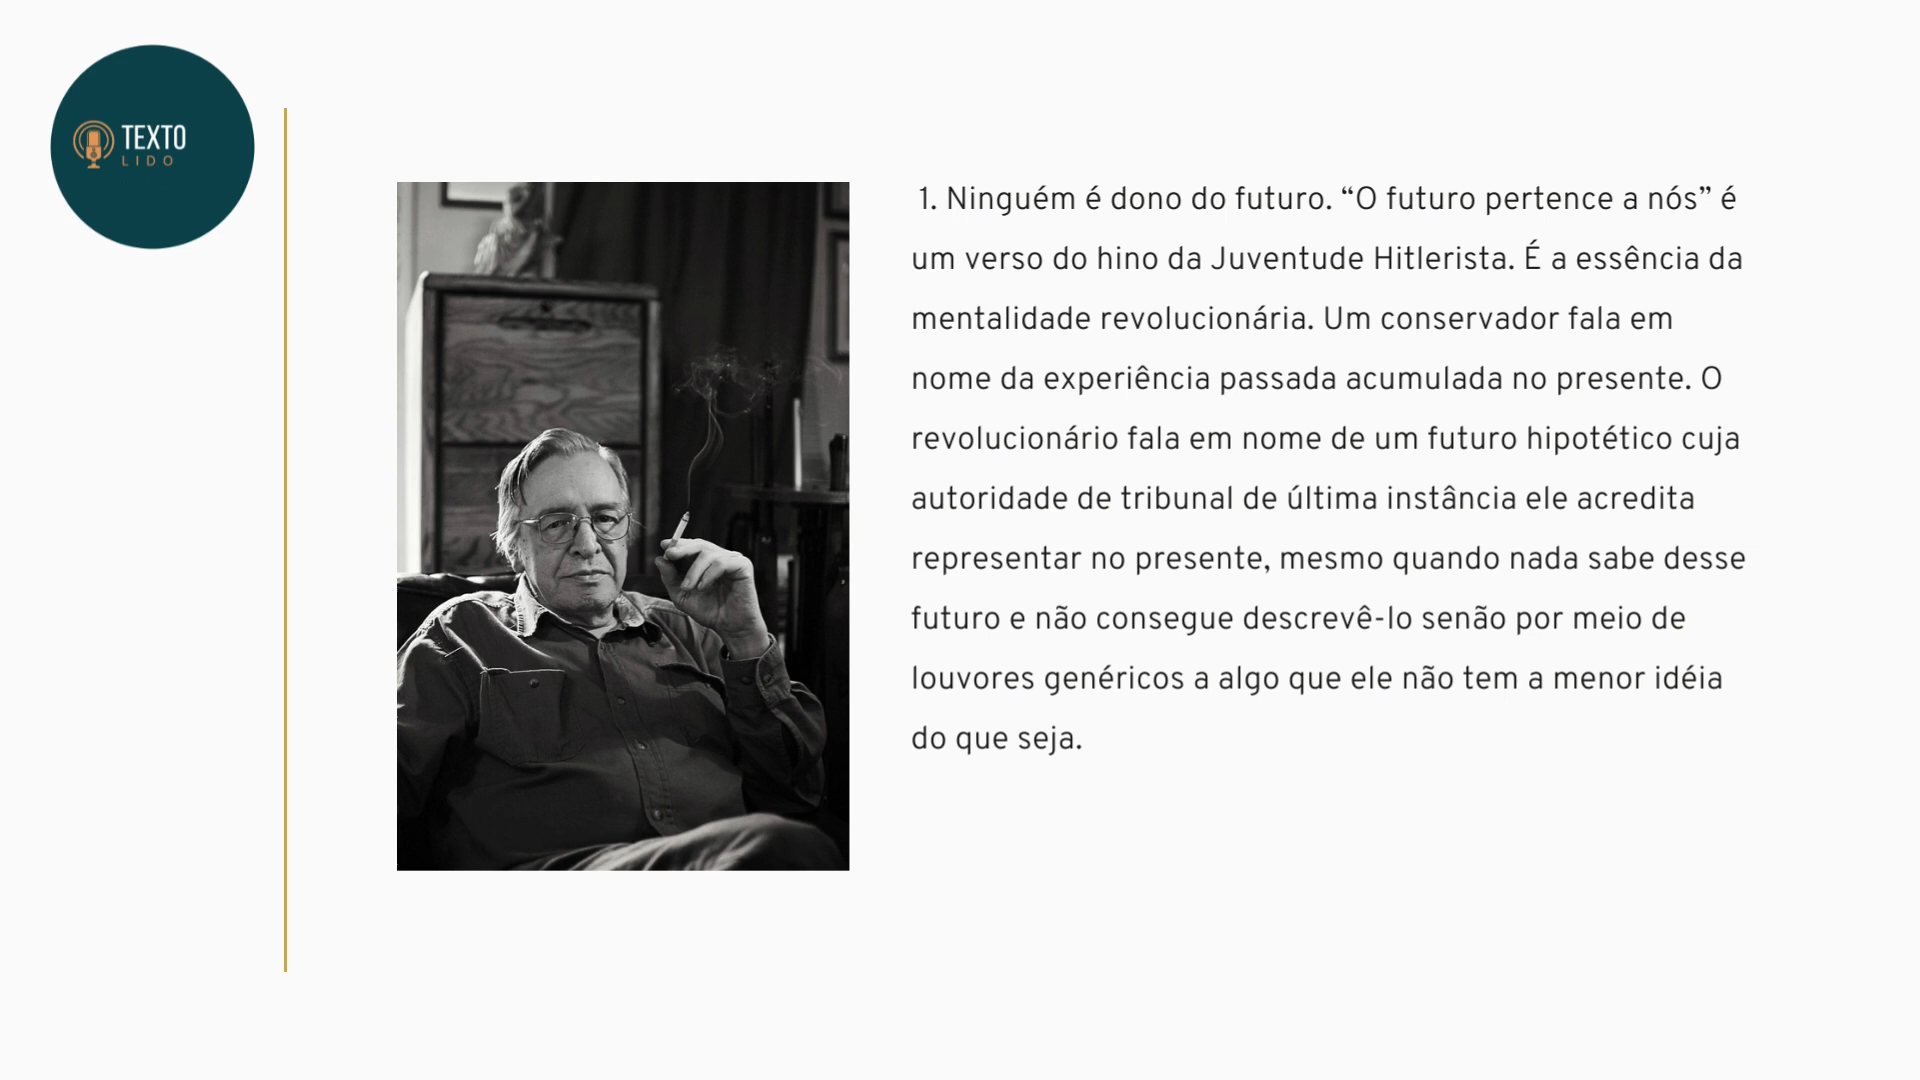 TEXTO
LIDO
1. Ninguém é dono do futuro. “O futuro pertence a nós” é
um verso do hino da Juventude Hitlerista. É a essência da
mentalidade revolucionária. Um conservador fala em
nome da experiência passada acumulada no presente. O
revolucionário fala em nome de um futuro hipotético cuja
autoridade de tribunal de última instância ele acredita
representar no presente, mesmo quando nada sabe desse
futuro e não consegue descrevê-lo senão por meio de
louvores genéricos a algo que ele não tem a menor idéia
do que seja.